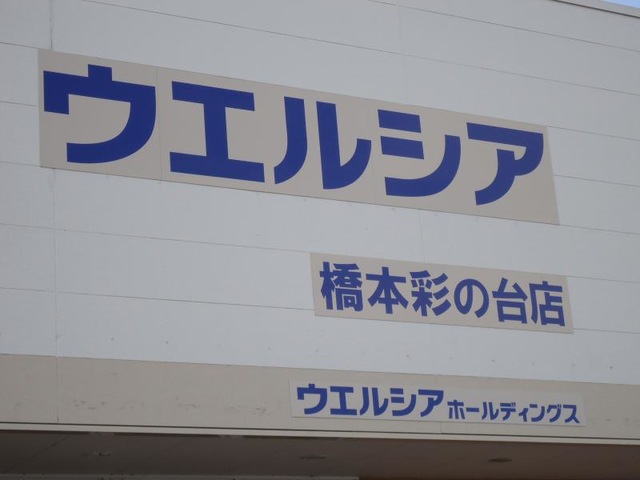 ウエルシア
橋本彩の台店
ウエルシアホールディングス